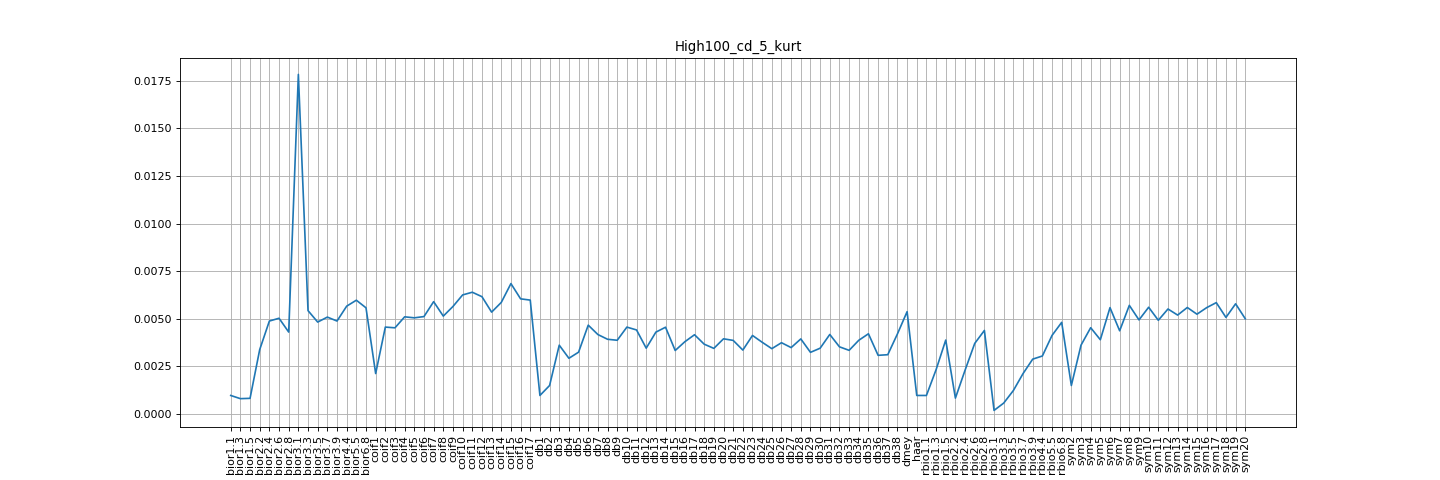 High100_cd_5_kurt
0.0175
0.0150
0.0125
0.0100
0.0075
0.0050
0.0025
0.0000
bior1.1
bior1.3
bior1.5
bior2.2
bior2.4
bior2.6
bior2.8
bior3.1
bior3.3
bior3.5
bior3.7
bior3.9
bior4.4
bior5.5
bior6.8
coif1
coif2
coif3
coif4
coif5
coif6
coif7
coif8
coif9
coif10
coif11
coif12
coif13
coif14
coif15
coif16
coif17
db1
db2
db3
db4
db5
db6
db7
db8
db9
db10
db11
db12
db13
db14
db15
db16
db17
db18
db19
db20
db21
db22
db23
db24
db25
db26
db27
db28
db29
db30
db31
db32
db33
db34
db35
db36
db37
db38
dmey
haar
rbio1.1
rbio1.3
rbio1.5
rbio2.2
rbio2.4
rbio2.6
rbio2.8
rbio3.1
rbio3.3
rbio3.5
rbio3.7
rbio3.9
rbio4.4
rbio5.5
rbio6.8
sym2
sym3
sym4
sym5
sym6
sym7
sym8
sym9
sym10
sym11
sym12
sym13
sym14
sym15
sym16
sym17
sym18
sym19
sym20